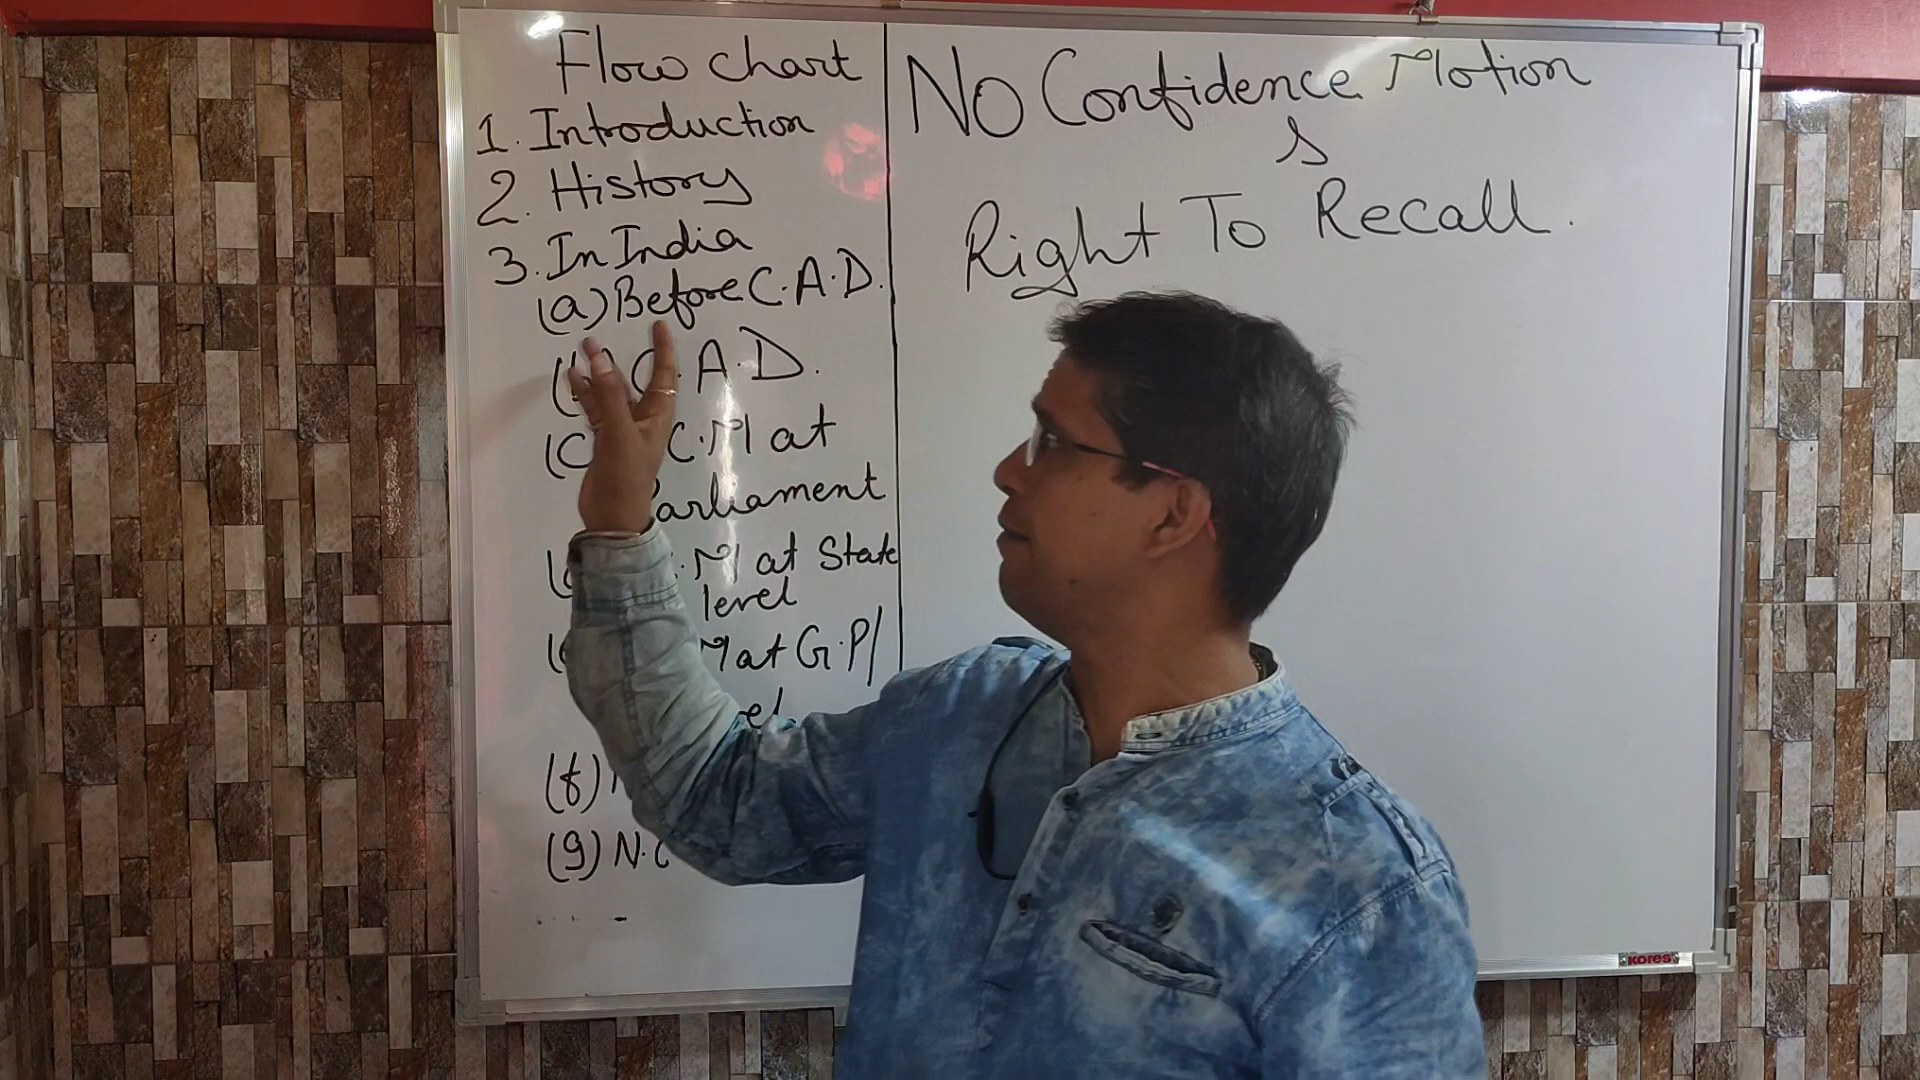 Flow chart
1. Introduction
2. History
3. In India
(a) Before C.A.D.
C.A.D.
(C C.M at
Parliament
M at State
level
M at G.P/
(f)
(g) N.C
No Confidence Motion
&
Right To Recall.
KORES